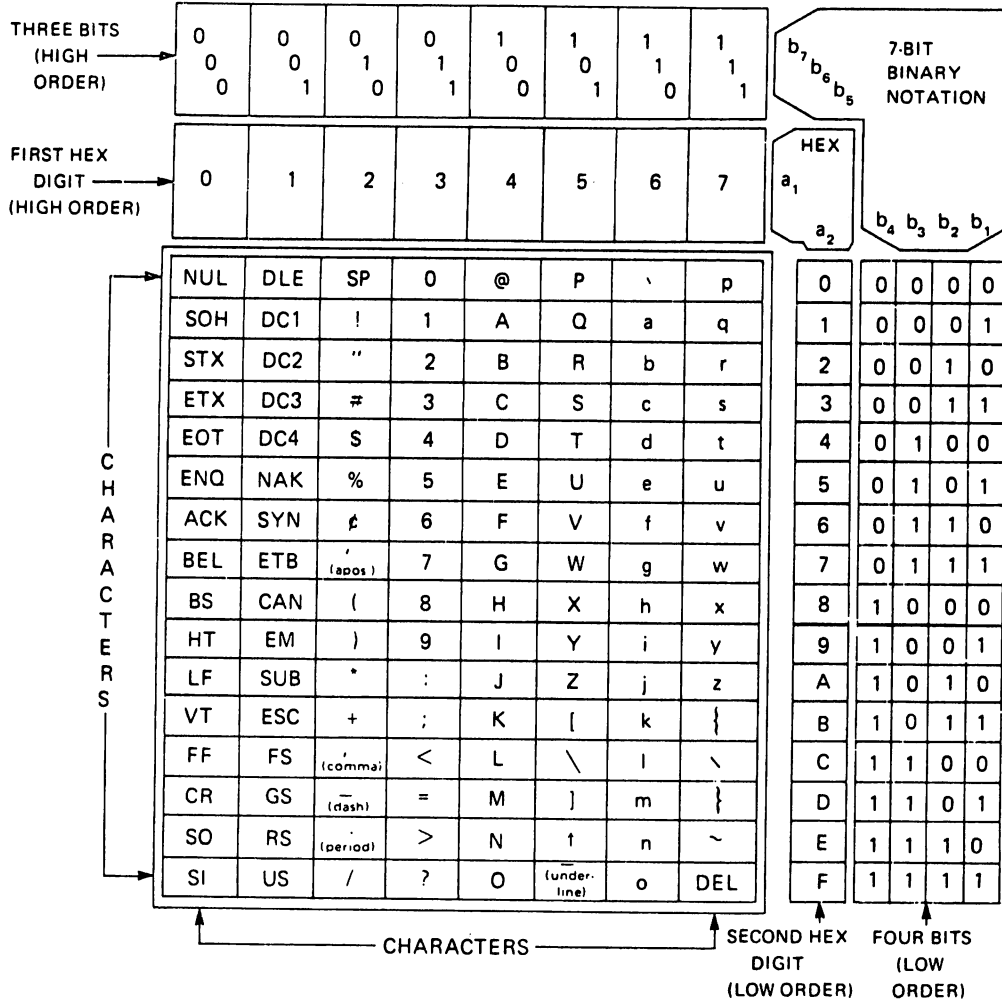 THREE BITS (HIGH ORDER) 0 0 0 0 0 1 0 1 0 0 1 1 1 0 0 1 0 1 1 1 0 1 1 1 b7 b6 b5 7-BIT BINARY NOTATION
FIRST HEX DIGIT (HIGH ORDER) 0 1 2 3 4 5 6 7 HEX a1 a2 b4 b3 b2 b1
NUL DLE SP 0 @ P ` p 0 0 0 0 0
SOH DC1 ! 1 A Q a q 1 0 0 0 1
STX DC2 " 2 B R b r 2 0 0 1 0
ETX DC3 # 3 C S c s 3 0 0 1 1
EOT DC4 $ 4 D T d t 4 0 1 0 0
ENQ NAK % 5 E U e u 5 0 1 0 1
ACK SYN ¢ 6 F V f v 6 0 1 1 0
BEL ETB ' (apos) 7 G W g w 7 0 1 1 1
BS CAN ( 8 H X h x 8 1 0 0 0
HT EM ) 9 I Y i y 9 1 0 0 1
LF SUB * : J Z j z A 1 0 1 0
VT ESC + ; K [ k } B 1 0 1 1
FF FS , (comma) < L \ l \ C 1 1 0 0
CR GS — (dash) = M ] m } D 1 1 0 1
SO RS . (period) > N ↑ n ~ E 1 1 1 0
SI US / ? O _ (under-line) o DEL F 1 1 1 1
CHARACTERS
CHARACTERS
SECOND HEX DIGIT (LOW ORDER)
FOUR BITS (LOW ORDER)